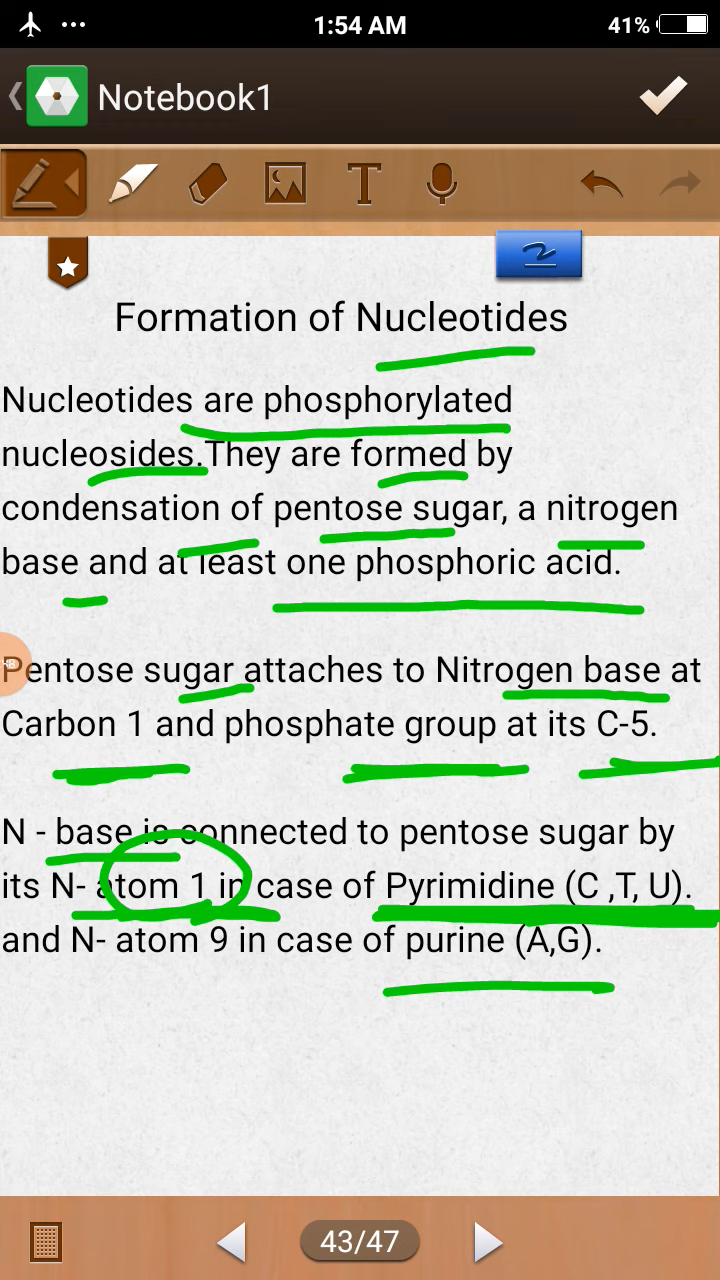 1:54 AM 41%
Notebook1
T
Formation of Nucleotides
Nucleotides are phosphorylated
nucleosides.They are formed by
condensation of pentose sugar, a nitrogen
base and at least one phosphoric acid.
Pentose sugar attaches to Nitrogen base at
Carbon 1 and phosphate group at its C-5.
N - base is connected to pentose sugar by
its N- atom 1 in case of Pyrimidine (C ,T, U).
and N- atom 9 in case of purine (A,G).
43/47